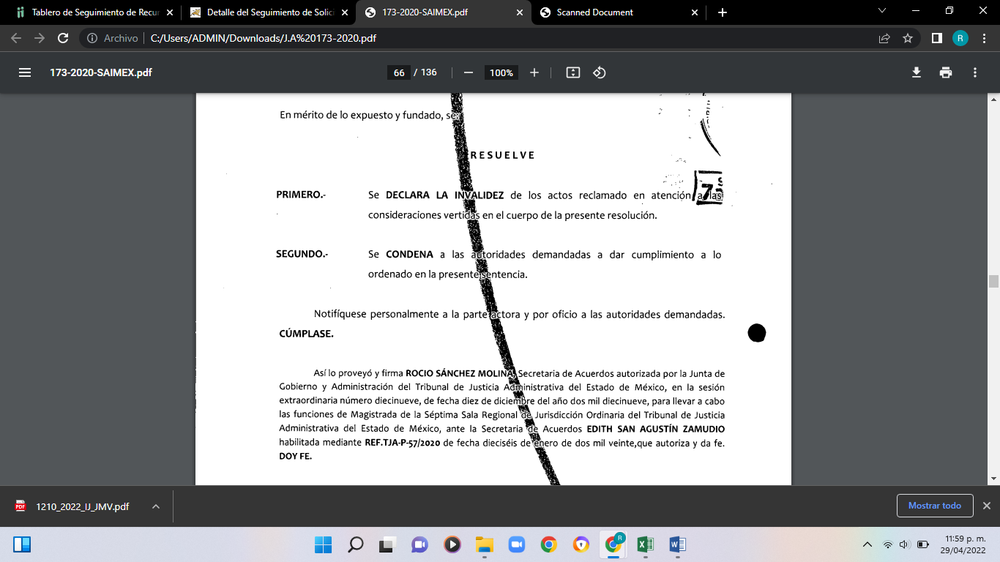 Tablero de Seguimiento de Recur
Detalle del Seguimiento de Solici
173-2020-SAIMEX.pdf
Scanned Document
Archivo
C:/Users/ADMIN/Downloads/J.A%20173-2020.pdf
R
173-2020-SAIMEX.pdf
66 / 136
100%
En mérito de lo expuesto y fundado, se:
R E S U E L V E
PRIMERO.- Se DECLARA LA INVALIDEZ de los actos reclamado en atención a las
consideraciones vertidas en el cuerpo de la presente resolución.
SEGUNDO.- Se CONDENA a las autoridades demandadas a dar cumplimiento a lo
ordenado en la presente sentencia.
Notifíquese personalmente a la parte actora y por oficio a las autoridades demandadas.
CÚMPLASE.
Así lo proveyó y firma ROCIO SÁNCHEZ MOLINA, Secretaria de Acuerdos autorizada por la Junta de
Gobierno y Administración del Tribunal de Justicia Administrativa del Estado de México, en la sesión
extraordinaria número diecinueve, de fecha diez de diciembre del año dos mil diecinueve, para llevar a cabo
las funciones de Magistrada de la Séptima Sala Regional de Jurisdicción Ordinaria del Tribunal de Justicia
Administrativa del Estado de México, ante la Secretaria de Acuerdos EDITH SAN AGUSTÍN ZAMUDIO
habilitada mediante REF.TJA-P-57/2020 de fecha dieciséis de enero de dos mil veinte,que autoriza y da fe.
DOY FE.
PDF
1210_2022_IJ_JMV.pdf
Mostrar todo
R
11:59 p. m.
29/04/2022